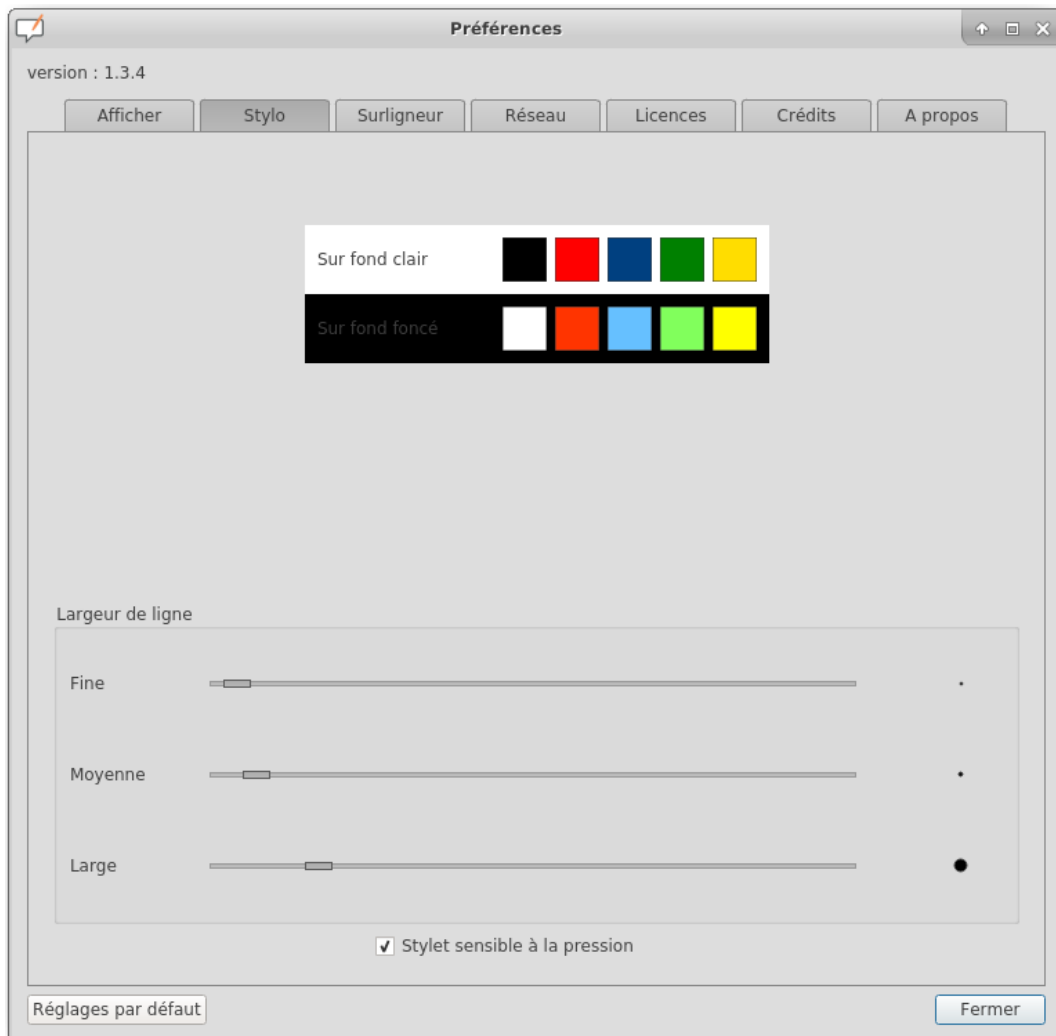 Préférences
version : 1.3.4
Afficher Stylo Surligneur Réseau Licences Crédits A propos
Sur fond clair
Sur fond foncé
Largeur de ligne
Fine
Moyenne
Large
Stylet sensible à la pression
Réglages par défaut Fermer